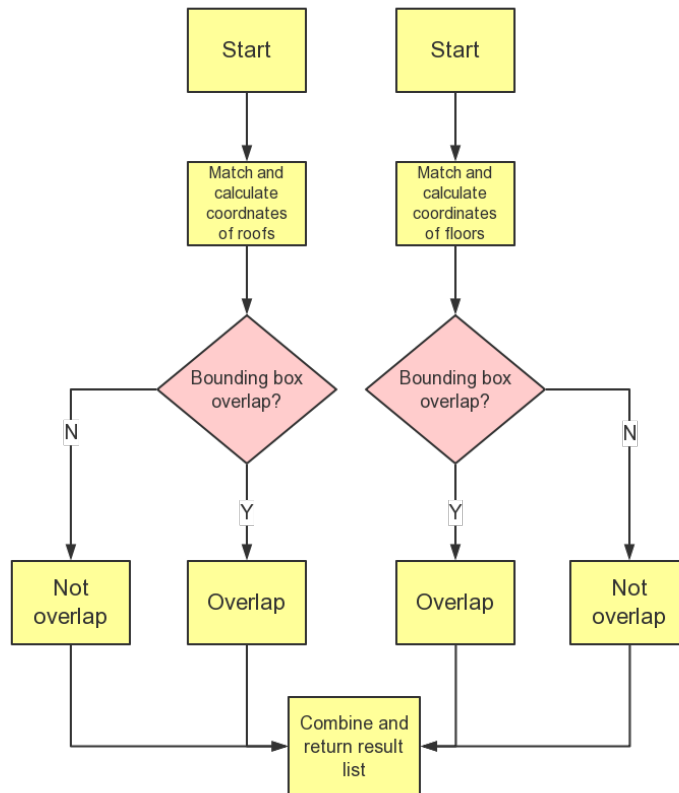 Start
Start
Match and
calculate
coordnates
of roofs
Match and
calculate
coordinates
of floors
Bounding box
overlap?
Bounding box
overlap?
N
N
Y
Y
Not
overlap
Overlap
Overlap
Not
overlap
Combine and
return result
list